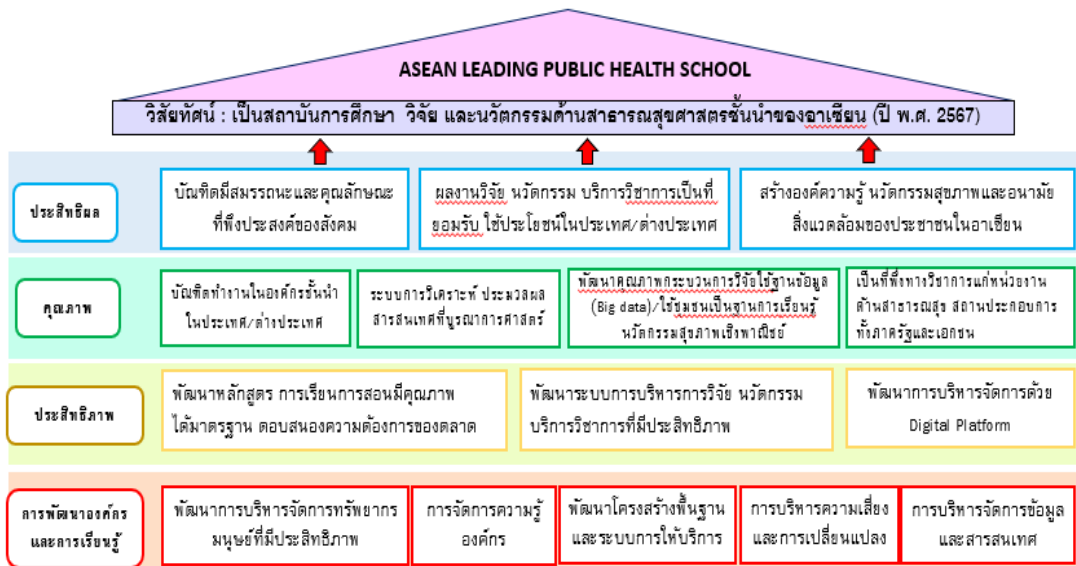 ASEAN LEADING PUBLIC HEALTH SCHOOL
วิสัยทัศน์ : เป็นสถาบันการศึกษา วิจัย และนวัตกรรมด้านสาธารณสุขศาสตร์ชั้นนำของอาเซียน (ปี พ.ศ. 2567)
ประสิทธิผล
บัณฑิตมีสมรรถนะและคุณลักษณะ
ที่พึงประสงค์ของสังคม
ผลงานวิจัย นวัตกรรม บริการวิชาการเป็นที่
ยอมรับ ใช้ประโยชน์ในประเทศ/ต่างประเทศ
สร้างองค์ความรู้ นวัตกรรมสุขภาพและอนามัย
สิ่งแวดล้อมของประชาชนในอาเซียน
คุณภาพ
บัณฑิตทำงานในองค์กรชั้นนำ
ในประเทศ/ต่างประเทศ
ระบบการวิเคราะห์ ประมวลผล
สารสนเทศที่บูรณาการศาสตร์
พัฒนาคุณภาพกระบวนการวิจัยใช้ฐานข้อมูล
(Big data)/ใช้ชุมชนเป็นฐานการเรียนรู้
นวัตกรรมสุขภาพเชิงพาณิชย์
เป็นที่พึ่งทางวิชาการแก่หน่วยงาน
ด้านสาธารณสุข สถานประกอบการ
ทั้งภาครัฐและเอกชน
ประสิทธิภาพ
พัฒนาหลักสูตร การเรียนการสอนมีคุณภาพ
ได้มาตรฐาน ตอบสนองความต้องการของตลาด
พัฒนาระบบการบริหารการวิจัย นวัตกรรม
บริการวิชาการที่มีประสิทธิภาพ
พัฒนาการบริหารจัดการด้วย
Digital Platform
การพัฒนาองค์กร
และการเรียนรู้
พัฒนาการบริหารจัดการทรัพยากร
มนุษย์ที่มีประสิทธิภาพ
การจัดการความรู้
องค์กร
พัฒนาโครงสร้างพื้นฐาน
และระบบการให้บริการ
การบริหารความเสี่ยง
และการเปลี่ยนแปลง
การบริหารจัดการข้อมูล
และสารสนเทศ